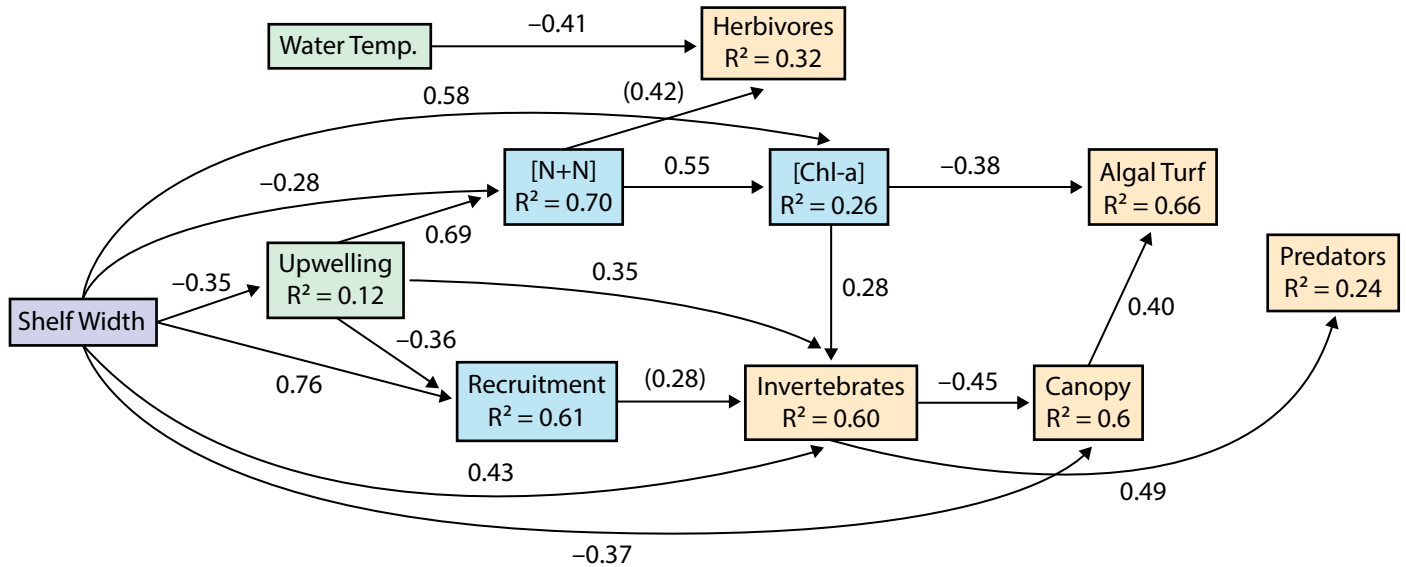 Water Temp.
–0.41
Herbivores
R² = 0.32
0.58
(0.42)
–0.28
[N+N]
R² = 0.70
0.55
[Chl-a]
R² = 0.26
–0.38
Algal Turf
R² = 0.66
0.69
Shelf Width
–0.35
Upwelling
R² = 0.12
0.35
0.28
Predators
R² = 0.24
0.40
–0.36
0.76
Recruitment
R² = 0.61
(0.28)
Invertebrates
R² = 0.60
–0.45
Canopy
R² = 0.6
0.43
0.49
–0.37